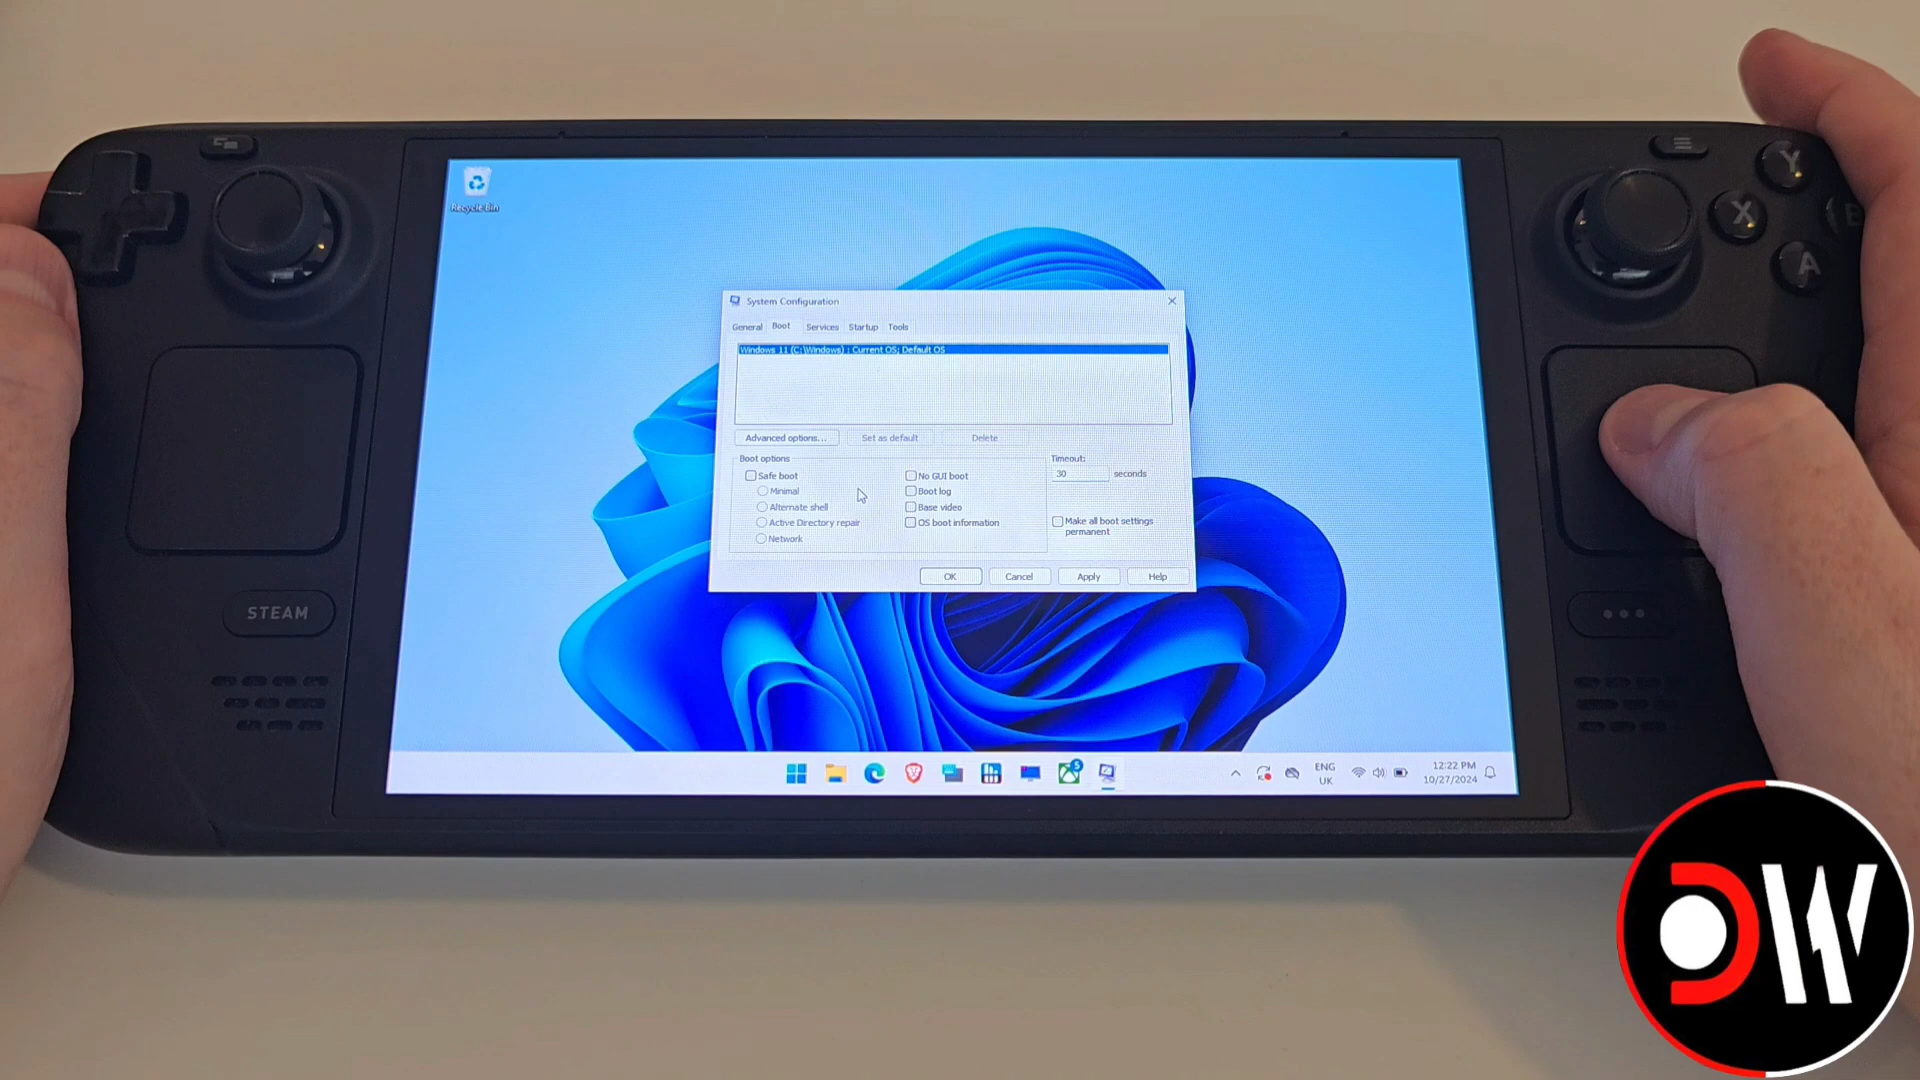 Recycle Bin
System Configuration
General Boot Services Startup Tools
Windows 11 (C:\Windows) : Current OS; Default OS
Advanced options... Set as default Delete
Boot options
Safe boot
Minimal
Alternate shell
Active Directory repair
Network
No GUI boot
Boot log
Base video
OS boot information
Timeout:
30 seconds
Make all boot settings
permanent
OK Cancel Apply Help
Y
X
B
A
STEAM
5
ENG
UK
12:22 PM
10/27/2024
DW